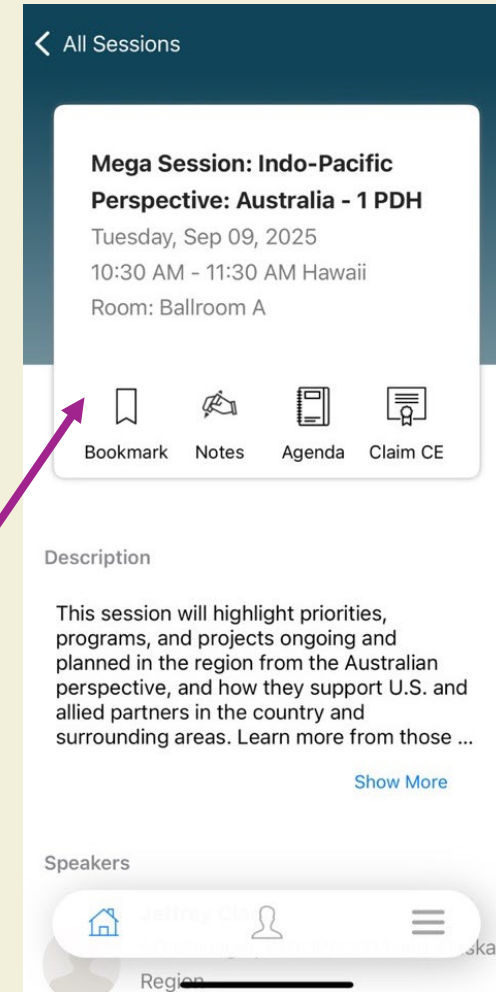 All Sessions
Mega Session: Indo-Pacific
Perspective: Australia - 1 PDH
Tuesday, Sep 09, 2025
10:30 AM - 11:30 AM Hawaii
Room: Ballroom A
Bookmark Notes Agenda Claim CE
Description
This session will highlight priorities,
programs, and projects ongoing and
planned in the region from the Australian
perspective, and how they support U.S. and
allied partners in the country and
surrounding areas. Learn more from those ...
Show More
Speakers
Region